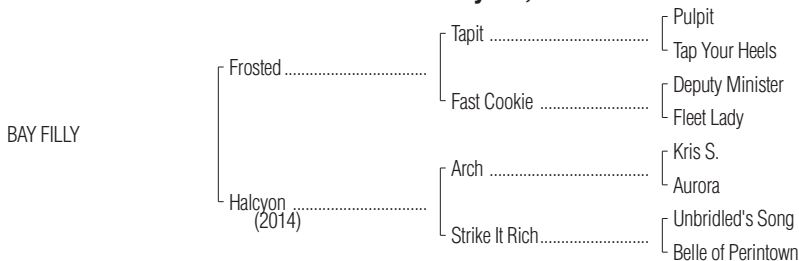 Pulpit
Tapit
Tap Your Heels
Frosted
Deputy Minister
Fast Cookie
Fleet Lady
BAY FILLY
Kris S.
Arch
Aurora
Halcyon
(2014)
Unbridled's Song
Strike It Rich
Belle of Perintown